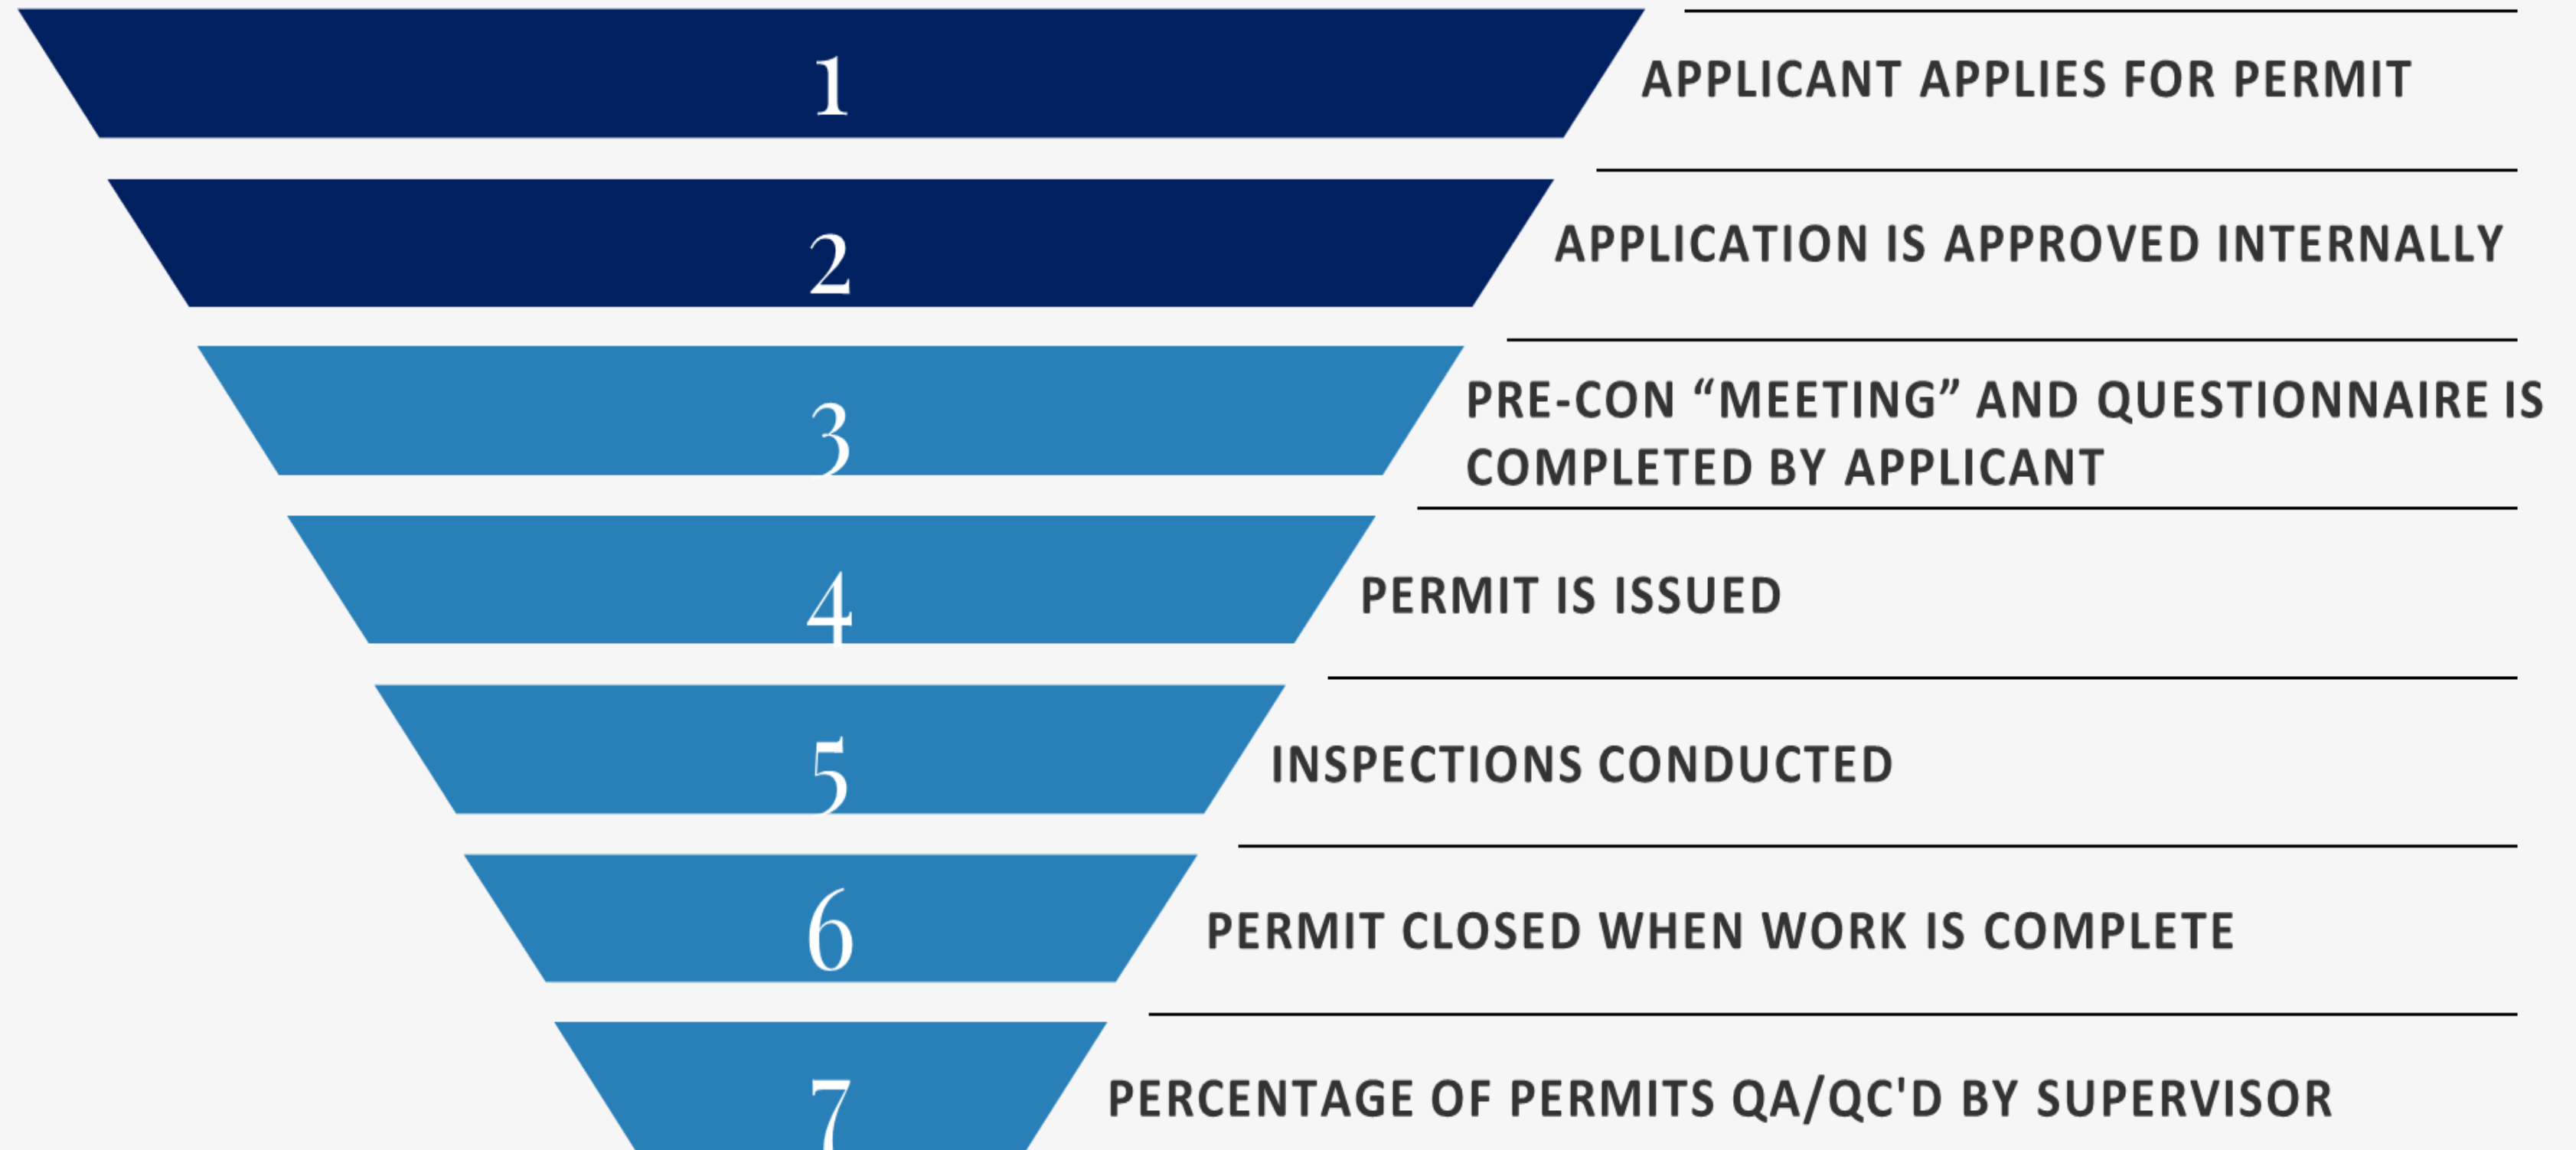 1
APPLICANT APPLIES FOR PERMIT
2
APPLICATION IS APPROVED INTERNALLY
3
PRE-CON “MEETING” AND QUESTIONNAIRE IS
COMPLETED BY APPLICANT
4
PERMIT IS ISSUED
5
INSPECTIONS CONDUCTED
6
PERMIT CLOSED WHEN WORK IS COMPLETE
7
PERCENTAGE OF PERMITS QA/QC'D BY SUPERVISOR